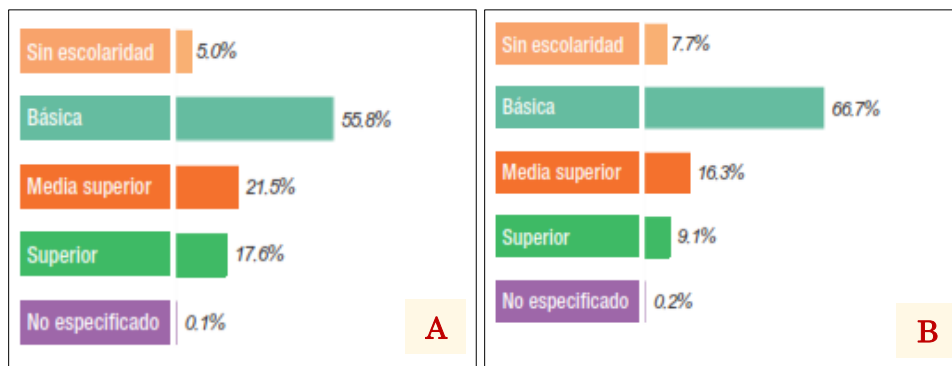 Sin escolaridad 5.0%
Básica 55.8%
Media superior 21.5%
Superior 17.6%
No especificado 0.1%
A
Sin escolaridad 7.7%
Básica 66.7%
Media superior 16.3%
Superior 9.1%
No especificado 0.2%
B